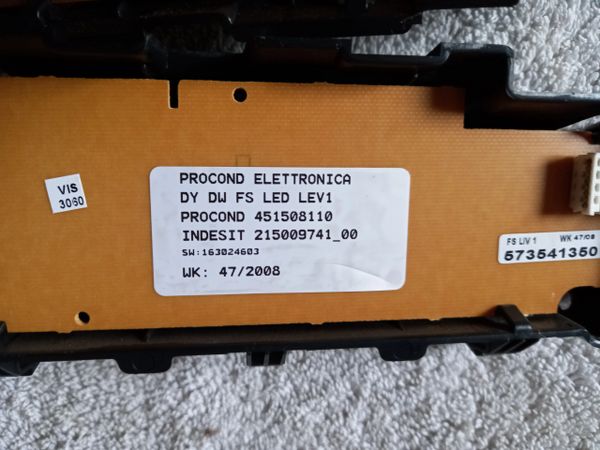 VIS
3060
PROCOND ELETTRONICA
DY DW FS LED LEV1
PROCOND 451508110
INDESIT 215009741_00
SW:163024603
WK: 47/2008
FS LIV 1 WK 47/08
573541350